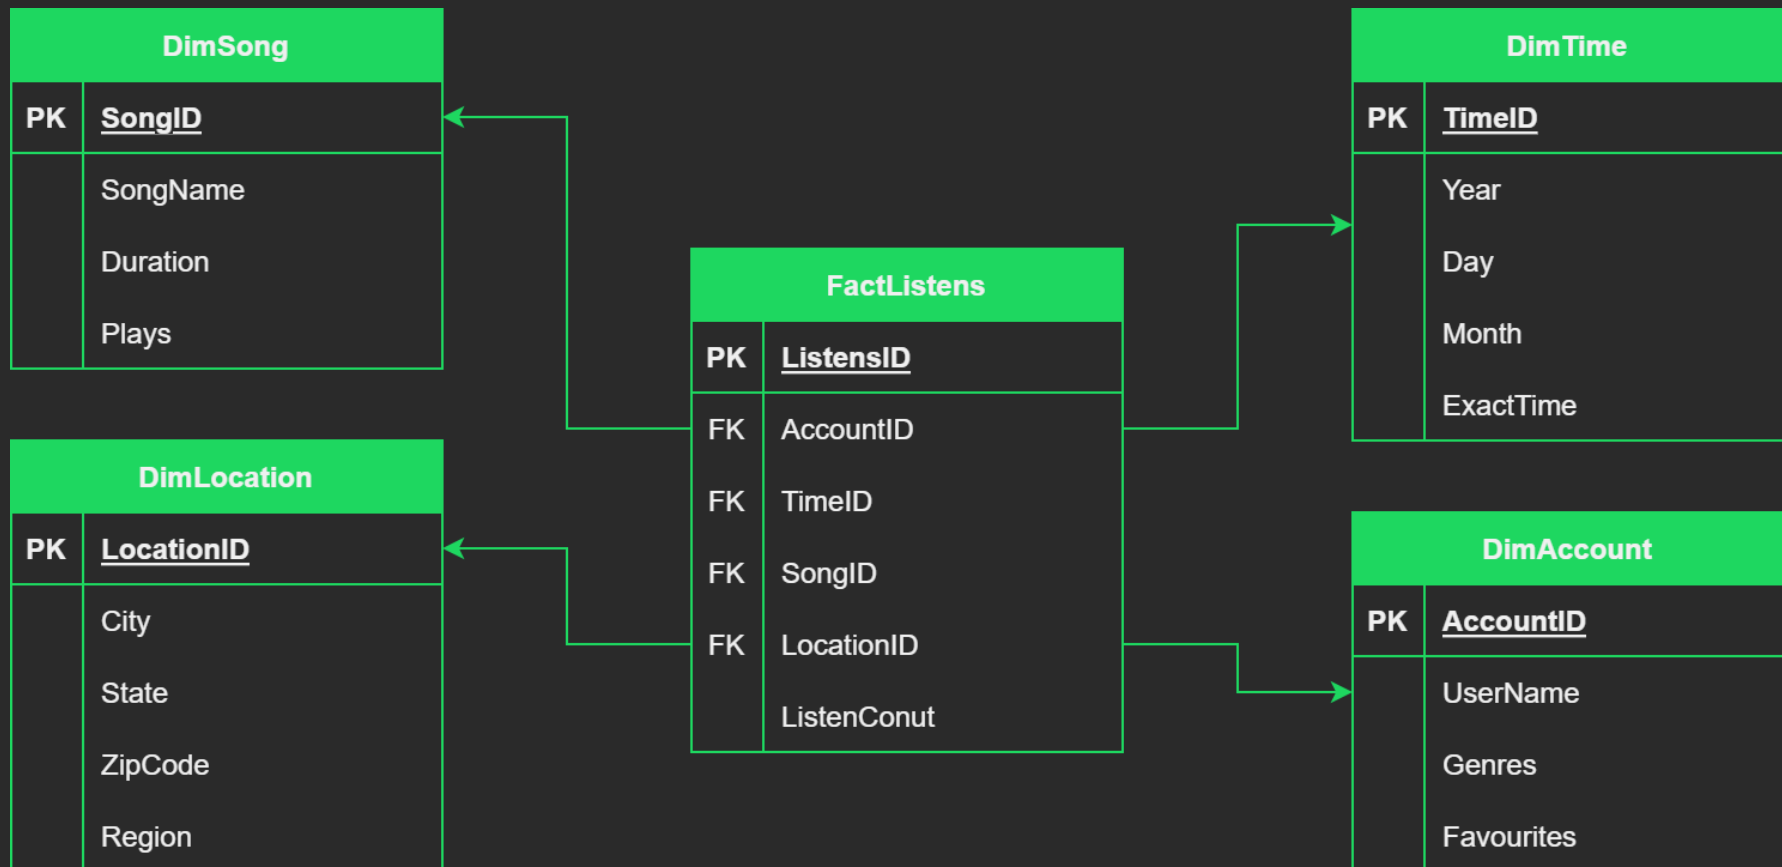 DimSong
PK SongID
SongName
Duration
Plays
DimLocation
PK LocationID
City
State
ZipCode
Region
FactListens
PK ListensID
FK AccountID
FK TimeID
FK SongID
FK LocationID
ListenConut
DimTime
PK TimeID
Year
Day
Month
ExactTime
DimAccount
PK AccountID
UserName
Genres
Favourites